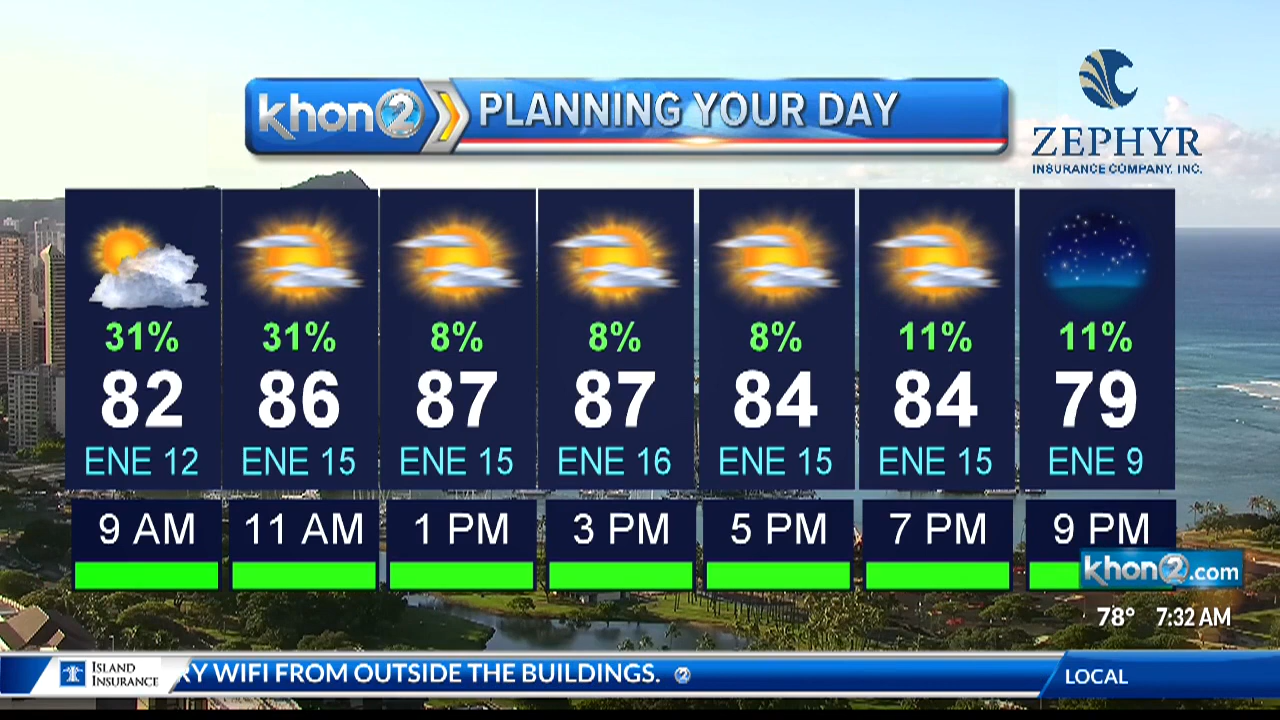 khon2 PLANNING YOUR DAY
ZEPHYR
INSURANCE COMPANY, INC.
31% 31% 8% 8% 8% 11% 11%
82 86 87 87 84 84 79
ENE 12 ENE 15 ENE 15 ENE 16 ENE 15 ENE 15 ENE 9
9 AM 11 AM 1 PM 3 PM 5 PM 7 PM 9 PM
khon2.com
78° 7:32 AM
ISLAND
INSURANCE
RY WIFI FROM OUTSIDE THE BUILDINGS. 2
LOCAL